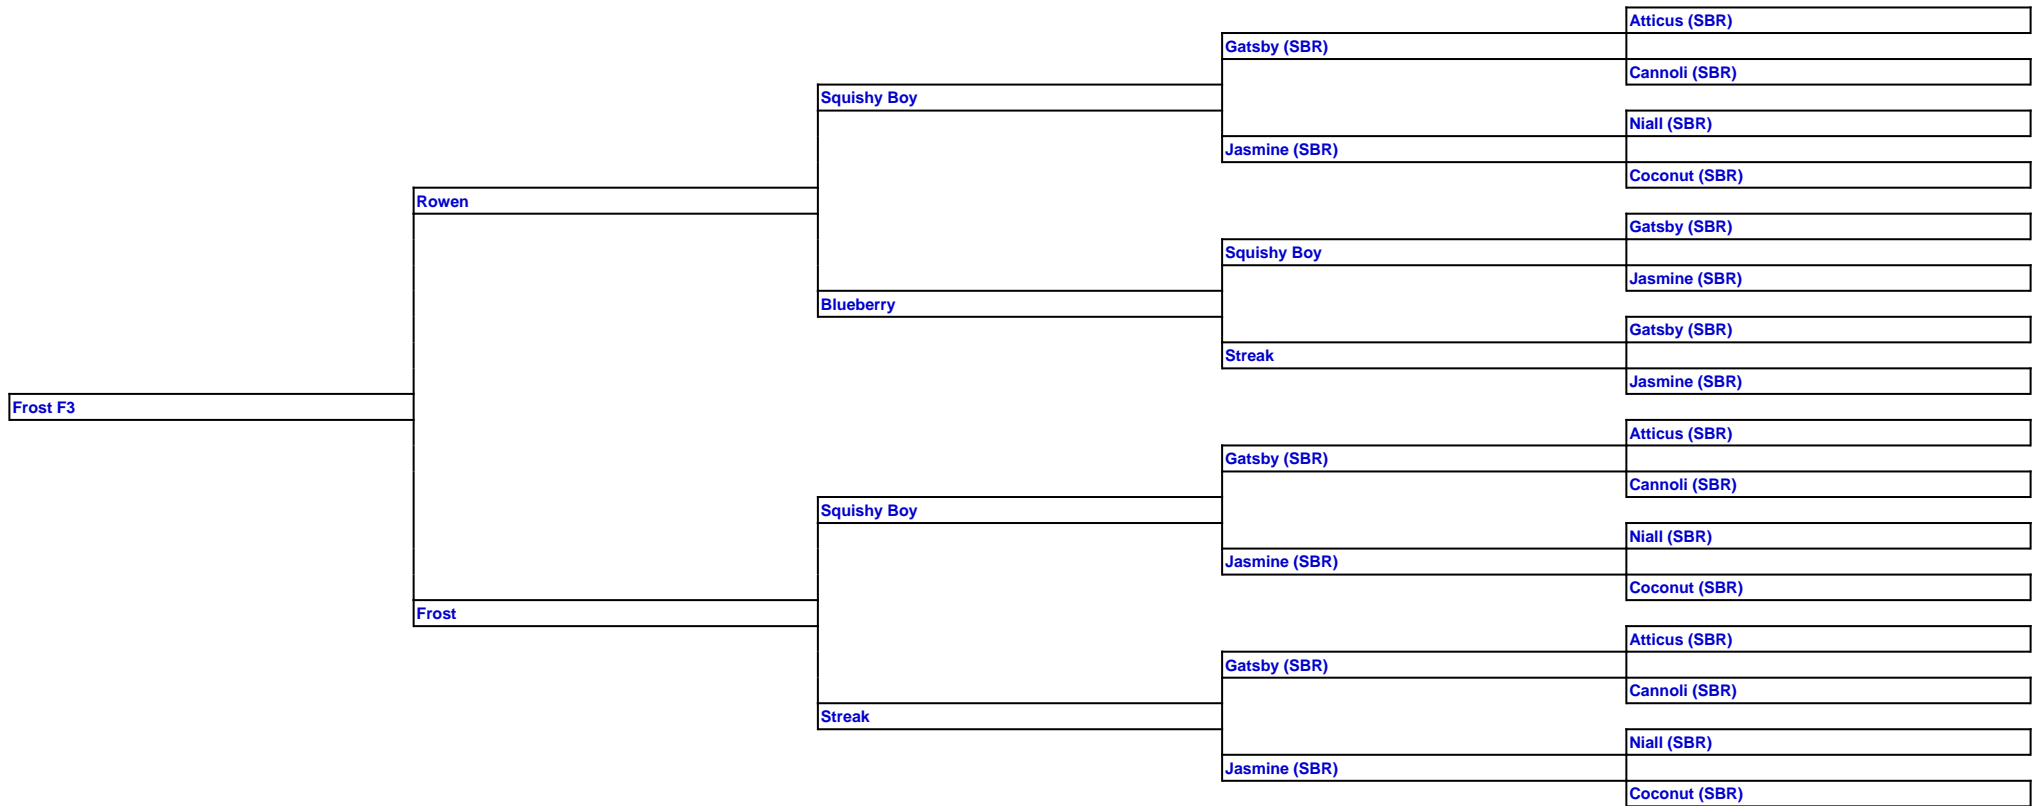 Atticus (SBR)
Gatsby (SBR)
Cannoli (SBR)
Squishy Boy
Niall (SBR)
Jasmine (SBR)
Coconut (SBR)
Rowen
Gatsby (SBR)
Squishy Boy
Jasmine (SBR)
Blueberry
Gatsby (SBR)
Streak
Jasmine (SBR)
Frost F3
Atticus (SBR)
Gatsby (SBR)
Cannoli (SBR)
Squishy Boy
Niall (SBR)
Jasmine (SBR)
Coconut (SBR)
Frost
Atticus (SBR)
Gatsby (SBR)
Cannoli (SBR)
Streak
Niall (SBR)
Jasmine (SBR)
Coconut (SBR)